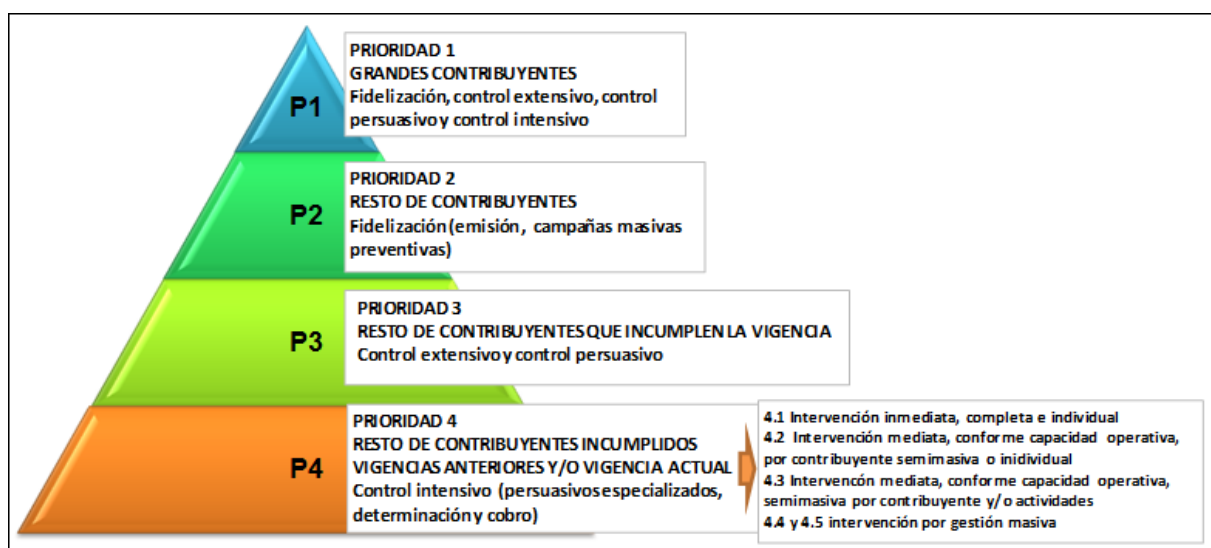 P1
PRIORIDAD 1
GRANDES CONTRIBUYENTES
Fidelización, control extensivo, control
persuasivo y control intensivo
P2
PRIORIDAD 2
RESTO DE CONTRIBUYENTES
Fidelización (emisión, campañas masivas
preventivas)
P3
PRIORIDAD 3
RESTO DE CONTRIBUYENTES QUE INCUMPLEN LA VIGENCIA
Control extensivo y control persuasivo
P4
PRIORIDAD 4
RESTO DE CONTRIBUYENTES INCUMPLIDOS
VIGENCIAS ANTERIORES Y/O VIGENCIA ACTUAL
Control intensivo (persuasivos especializados,
determinación y cobro)
4.1 Intervención inmediata, completa e individual
4.2 Intervención mediata, conforme capacidad operativa,
por contribuyente semimasiva o inidividual
4.3 Intervencón mediata, conforme capacidad operativa,
semimasiva por contribuyente y/o actividades
4.4 y 4.5 intervención por gestión masiva